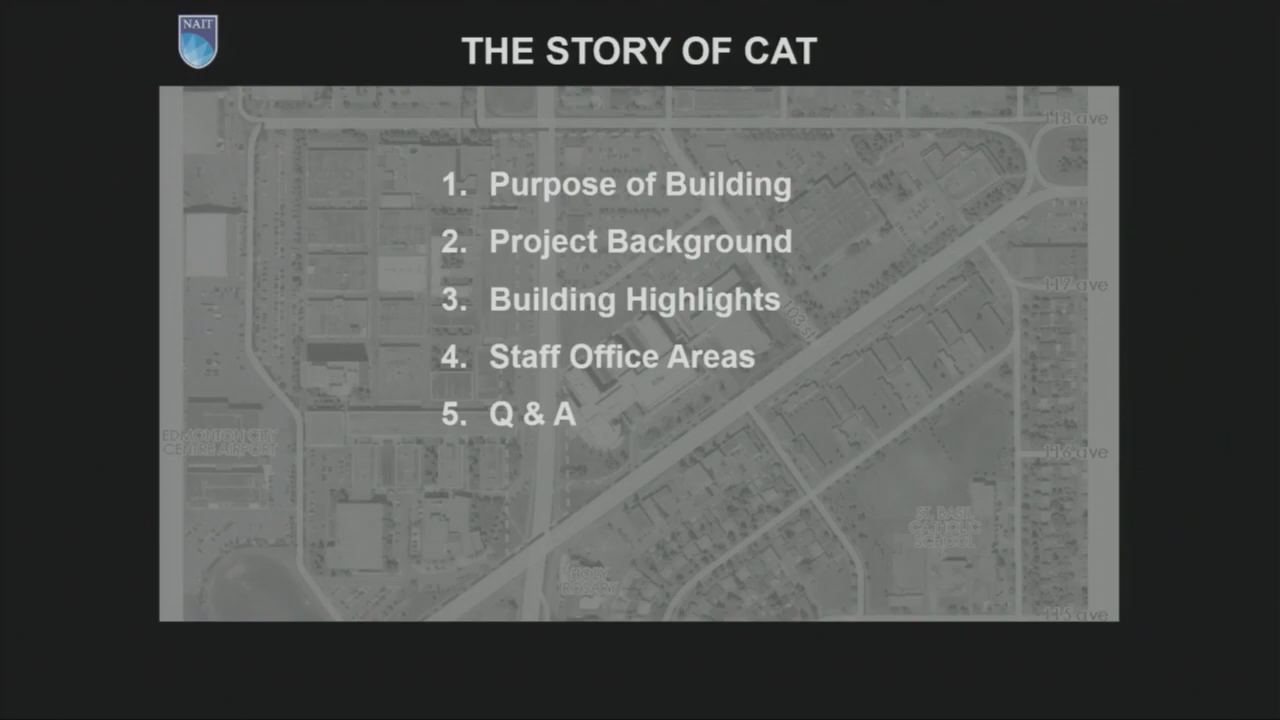 NAIT
THE STORY OF CAT
118 ave
1. Purpose of Building
2. Project Background
117 ave
3. Building Highlights
103 st
4. Staff Office Areas
5. Q & A
EDMONTON CITY
CENTRE AIRPORT
116 ave
ST. BASIL
CATHOLIC
SCHOOL
HOLY
ROSARY
115 ave